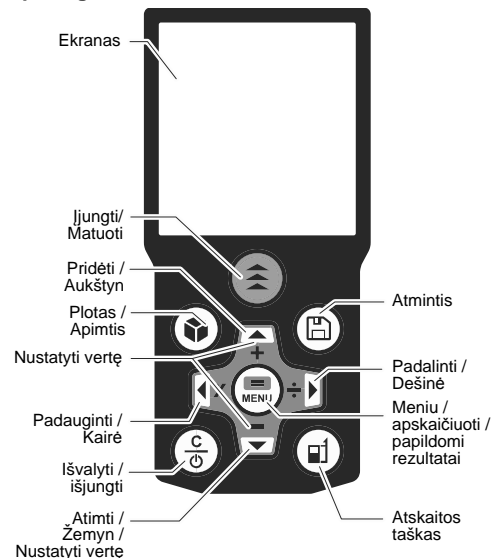 Ekranas
Įjungti/
Matuoti
Pridėti /
Aukštyn
Plotas /
Apimtis
Nustatyti vertę
Padauginti /
Kairė
Išvalyti /
išjungti
Atimti /
Žemyn /
Nustatyti vertę
Atmintis
Padalinti /
Dešinė
Meniu /
apskaičiuoti /
papildomi
rezultatai
Atskaitos
taškas
+
x
MENU
÷
=
C